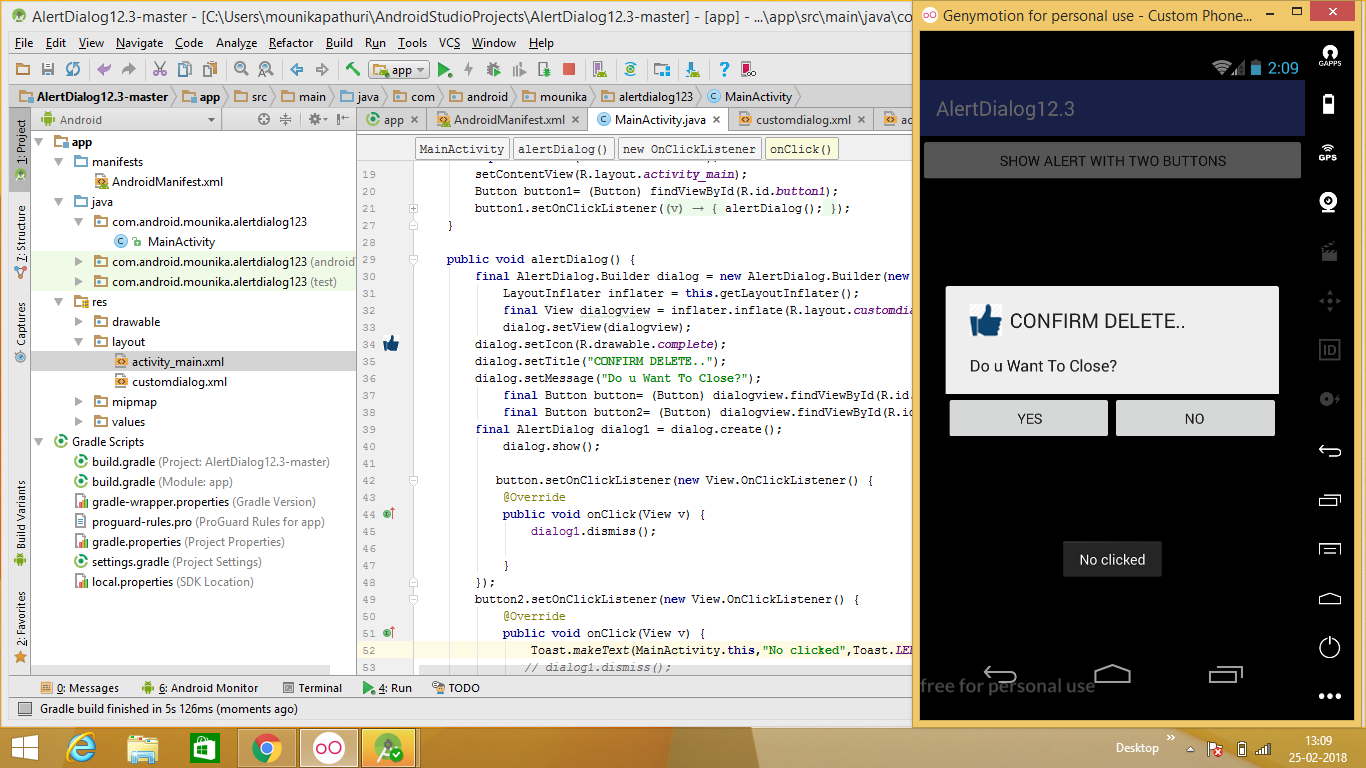 AlertDialog12.3-master - [C:\Users\mounikapathuri\AndroidStudioProjects\AlertDialog12.3-master] - [app] - ...\app\src\main\java\co
File Edit View Navigate Code Analyze Refactor Build Run Tools VCS Window Help
app
AlertDialog12.3-master app src main java com android mounika alertdialog123 MainActivity
Android
app AndroidManifest.xml MainActivity.java customdialog.xml ac
MainActivity alertDialog() new OnClickListener onClick()
1: Project
7: Structure
Captures
Build Variants
2: Favorites
app
manifests
AndroidManifest.xml
java
com.android.mounika.alertdialog123
MainActivity
com.android.mounika.alertdialog123 (android
com.android.mounika.alertdialog123 (test)
res
drawable
layout
activity_main.xml
customdialog.xml
mipmap
values
Gradle Scripts
build.gradle (Project: AlertDialog12.3-master)
build.gradle (Module: app)
gradle-wrapper.properties (Gradle Version)
proguard-rules.pro (ProGuard Rules for app)
gradle.properties (Project Properties)
settings.gradle (Project Settings)
local.properties (SDK Location)
19 setContentView(R.layout.activity_main);
20 Button button1= (Button) findViewById(R.id.button1);
21 button1.setOnClickListener((v) → { alertDialog(); });
27 }
28
29 public void alertDialog() {
30 final AlertDialog.Builder dialog = new AlertDialog.Builder(new
31 LayoutInflater inflater = this.getLayoutInflater();
32 final View dialogview = inflater.inflate(R.layout.customdia
33 dialog.setView(dialogview);
34 dialog.setIcon(R.drawable.complete);
35 dialog.setTitle("CONFIRM DELETE..");
36 dialog.setMessage("Do u Want To Close?");
37 final Button button= (Button) dialogview.findViewById(R.id.
38 final Button button2= (Button) dialogview.findViewById(R.id
39 final AlertDialog dialog1 = dialog.create();
40 dialog.show();
41
42 button.setOnClickListener(new View.OnClickListener() {
43 @Override
44 public void onClick(View v) {
45 dialog1.dismiss();
46
47 }
48 });
49 button2.setOnClickListener(new View.OnClickListener() {
50 @Override
51 public void onClick(View v) {
52 Toast.makeText(MainActivity.this,"No clicked",Toast.LEN
53 // dialog1.dismiss();
0: Messages 6: Android Monitor Terminal 4: Run TODO
Gradle build finished in 5s 126ms (moments ago)
Genymotion for personal use - Custom Phone...
2:09
AlertDialog12.3
SHOW ALERT WITH TWO BUTTONS
CONFIRM DELETE..
Do u Want To Close?
YES NO
No clicked
free for personal use
GAPPS
GPS
ID
Desktop
13:09
25-02-2018